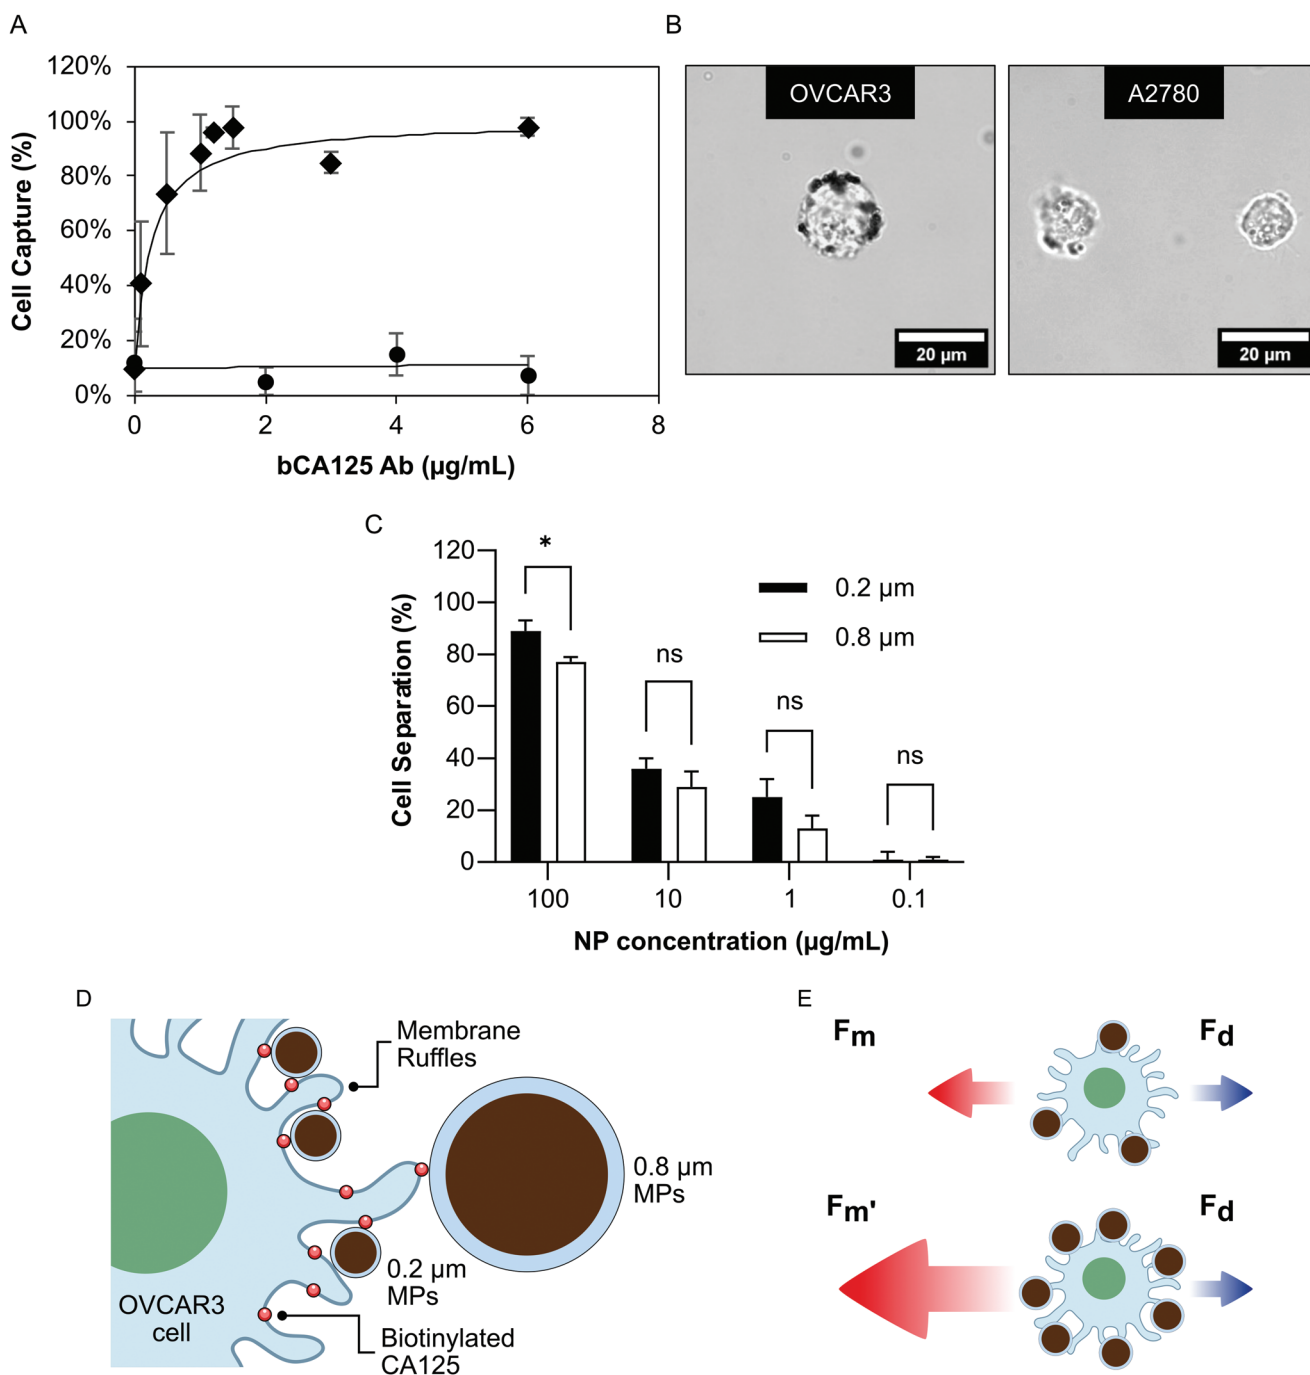 A
120%
100%
80%
60%
40%
20%
0%
Cell Capture (%)
0
2
4
6
8
bCA125 Ab (µg/mL)
B
OVCAR3
20 µm
A2780
20 µm
C
120
100
80
60
40
20
0
Cell Separation (%)
*
ns
ns
ns
0.2 µm
0.8 µm
100
10
1
0.1
NP concentration (µg/mL)
D
Membrane
Ruffles
0.8 µm
MPs
0.2 µm
MPs
OVCAR3
cell
Biotinylated
CA125
E
Fm
Fd
Fm'
Fd